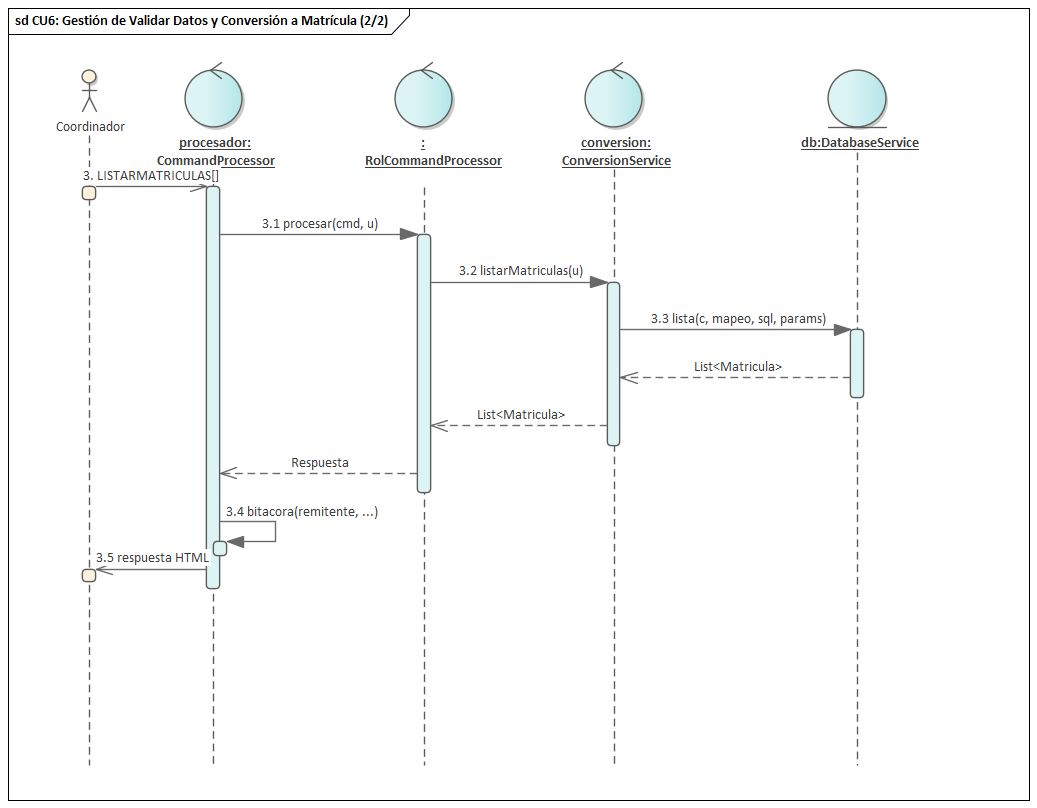 sd CU6: Gestión de Validar Datos y Conversión a Matrícula (2/2)
Coordinador
procesador:
CommandProcessor
:
RolCommandProcessor
conversion:
ConversionService
db:DatabaseService
3. LISTARMATRICULAS[]
3.1 procesar(cmd, u)
3.2 listarMatriculas(u)
3.3 lista(c, mapeo, sql, params)
List<Matricula>
List<Matricula>
Respuesta
3.4 bitacora(remitente, ...)
3.5 respuesta HTML